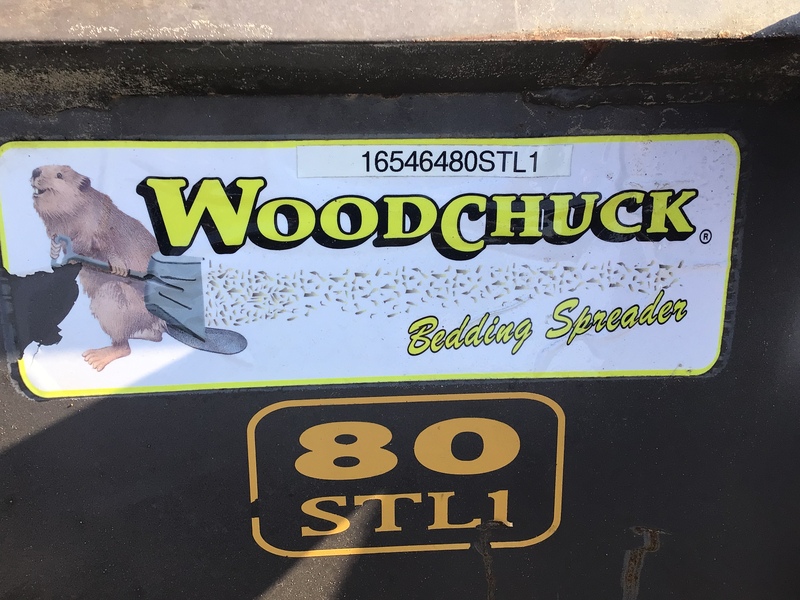 16546480STL1
WOODCHUCK ®
Bedding Spreader
80
STL1